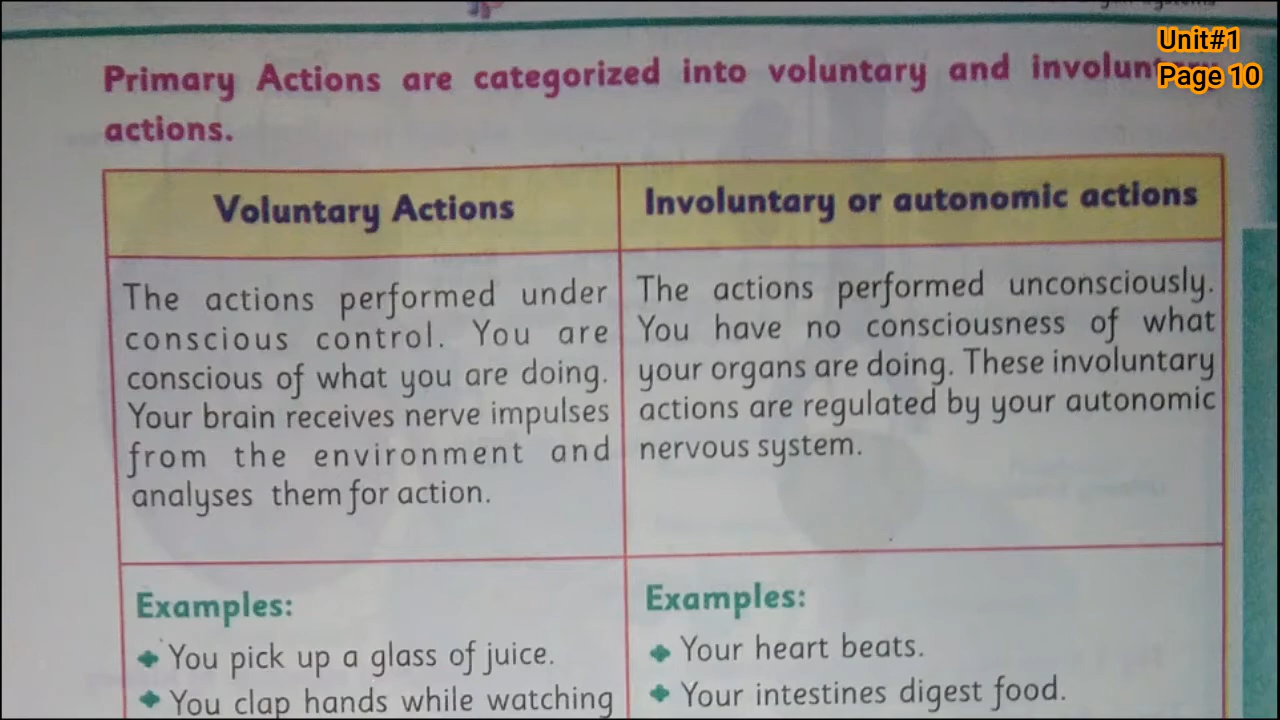 Unit#1
Page 10
Primary Actions are categorized into voluntary and
actions.
Voluntary Actions
The actions performed under
conscious control. You are
conscious of what you are doing.
Your brain receives nerve impulses
from the environment and
analyses them for action.
Examples:
You pick up a glass of juice.
You clap hands while watching
Involuntary or autonomic actions
The actions performed unconsciously.
You have no consciousness of what
your organs are doing. These involuntary
actions are regulated by your autonomic
nervous system.
Examples:
Your heart beats.
Your intestines digest food.